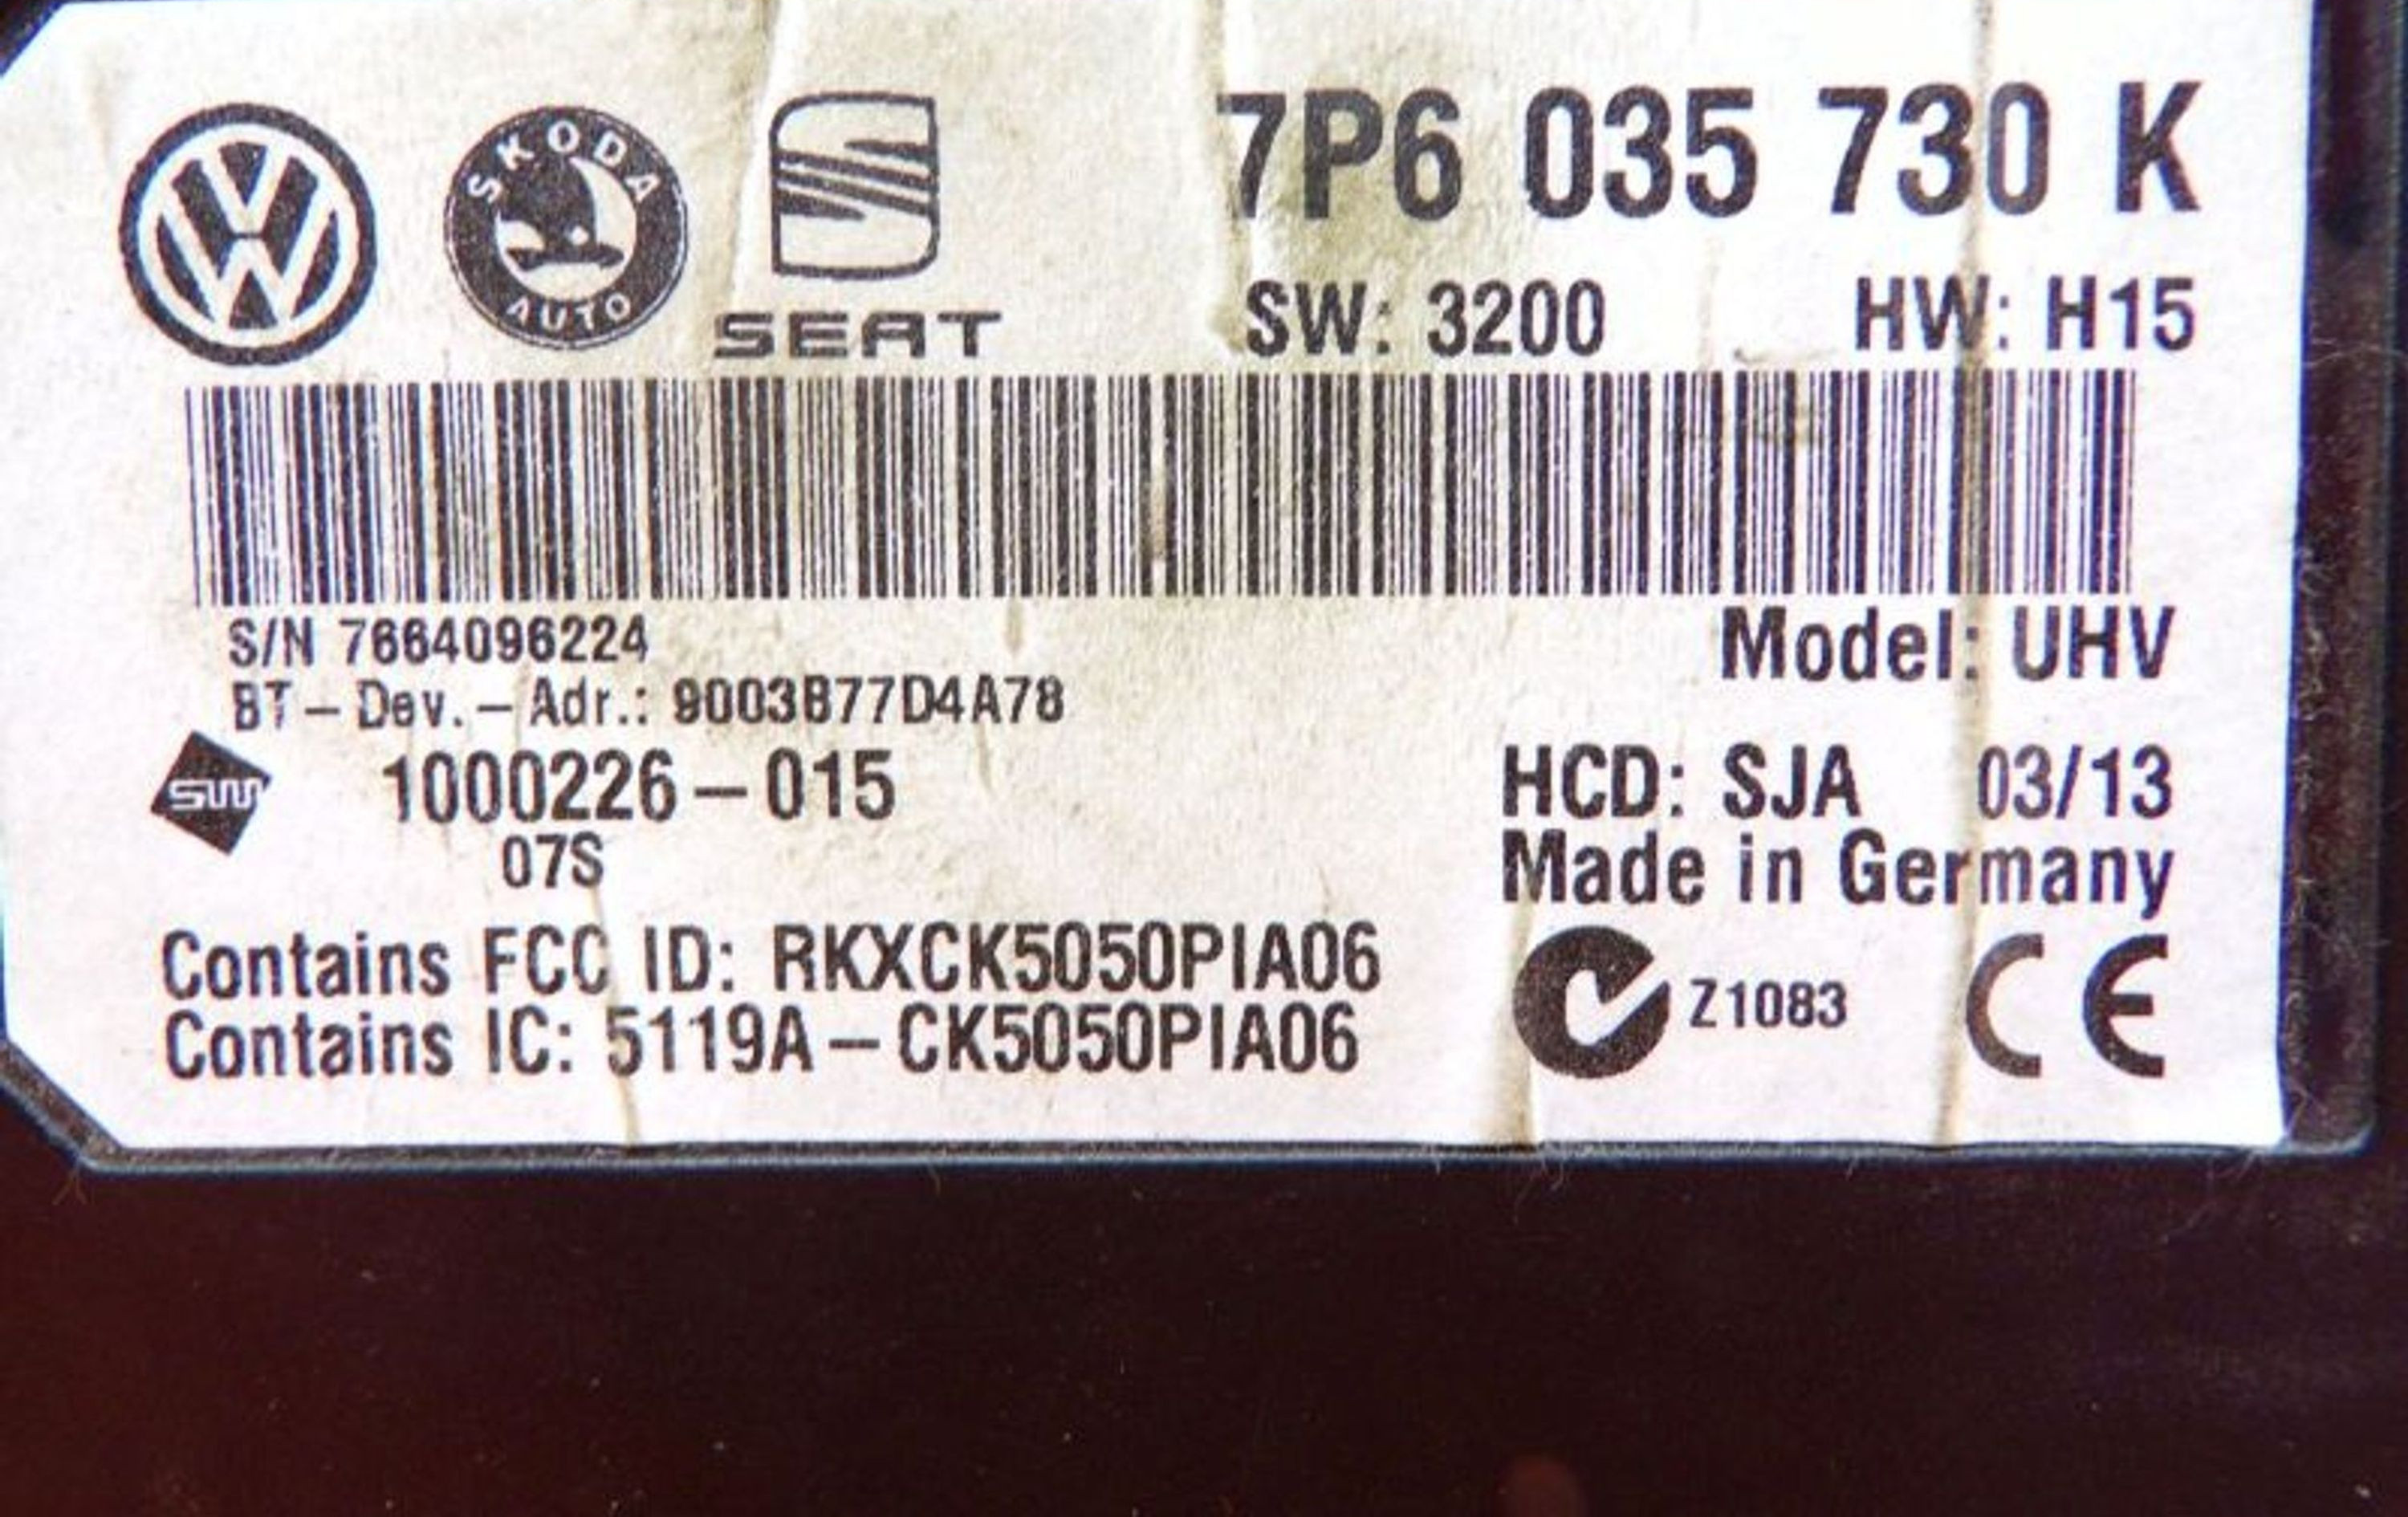 SKODA AUTO
SEAT
7P6 035 730 K
SW: 3200 HW: H15
S/N 7664096224
Model: UHV
BT-Dev.-Adr.: 9003B77D4A78
SW 1000226-015
HCD: SJA 03/13
07S
Made in Germany
Contains FCC ID: RKXCK5050PIA06
Z1083 CE
Contains IC: 5119A-CK5050PIA06